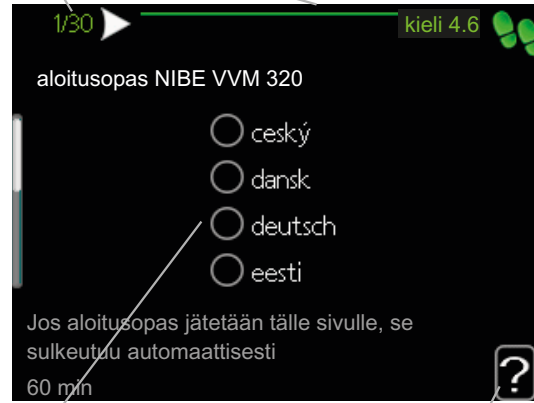 1/30
kieli 4.6
aloitusopas NIBE VVM 320
ceský
dansk
deutsch
eesti
Jos aloitusopas jätetään tälle sivulle, se
sulkeutuu automaattisesti
60 min
?